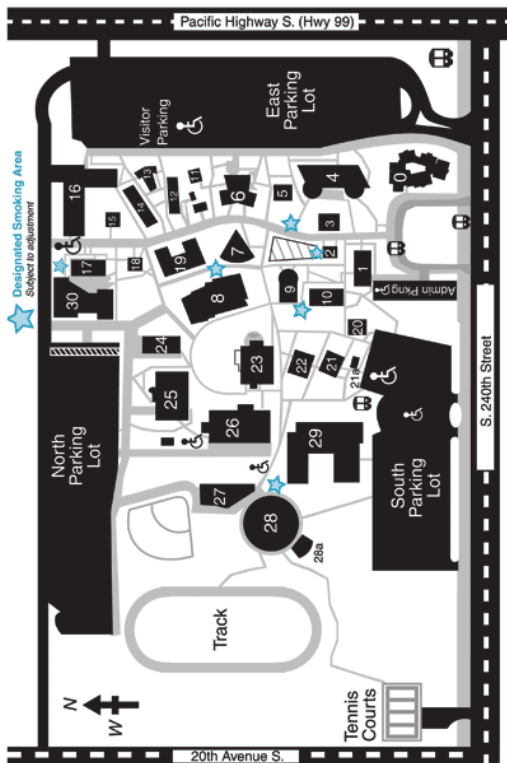 Pacific Highway S. (Hwy 99)
Designated Smoking Area
Subject to adjustment
Visitor
Parking
East
Parking
Lot
16
15
14
13
12
11
6
5
4
0
3
2
1
17
18
19
7
8
9
10
30
Admin Pkng
20
24
23
22
21
21a
25
26
29
North
Parking
Lot
South
Parking
Lot
S. 240th Street
27
28
28a
Track
N
W
Tennis
Courts
20th Avenue S.